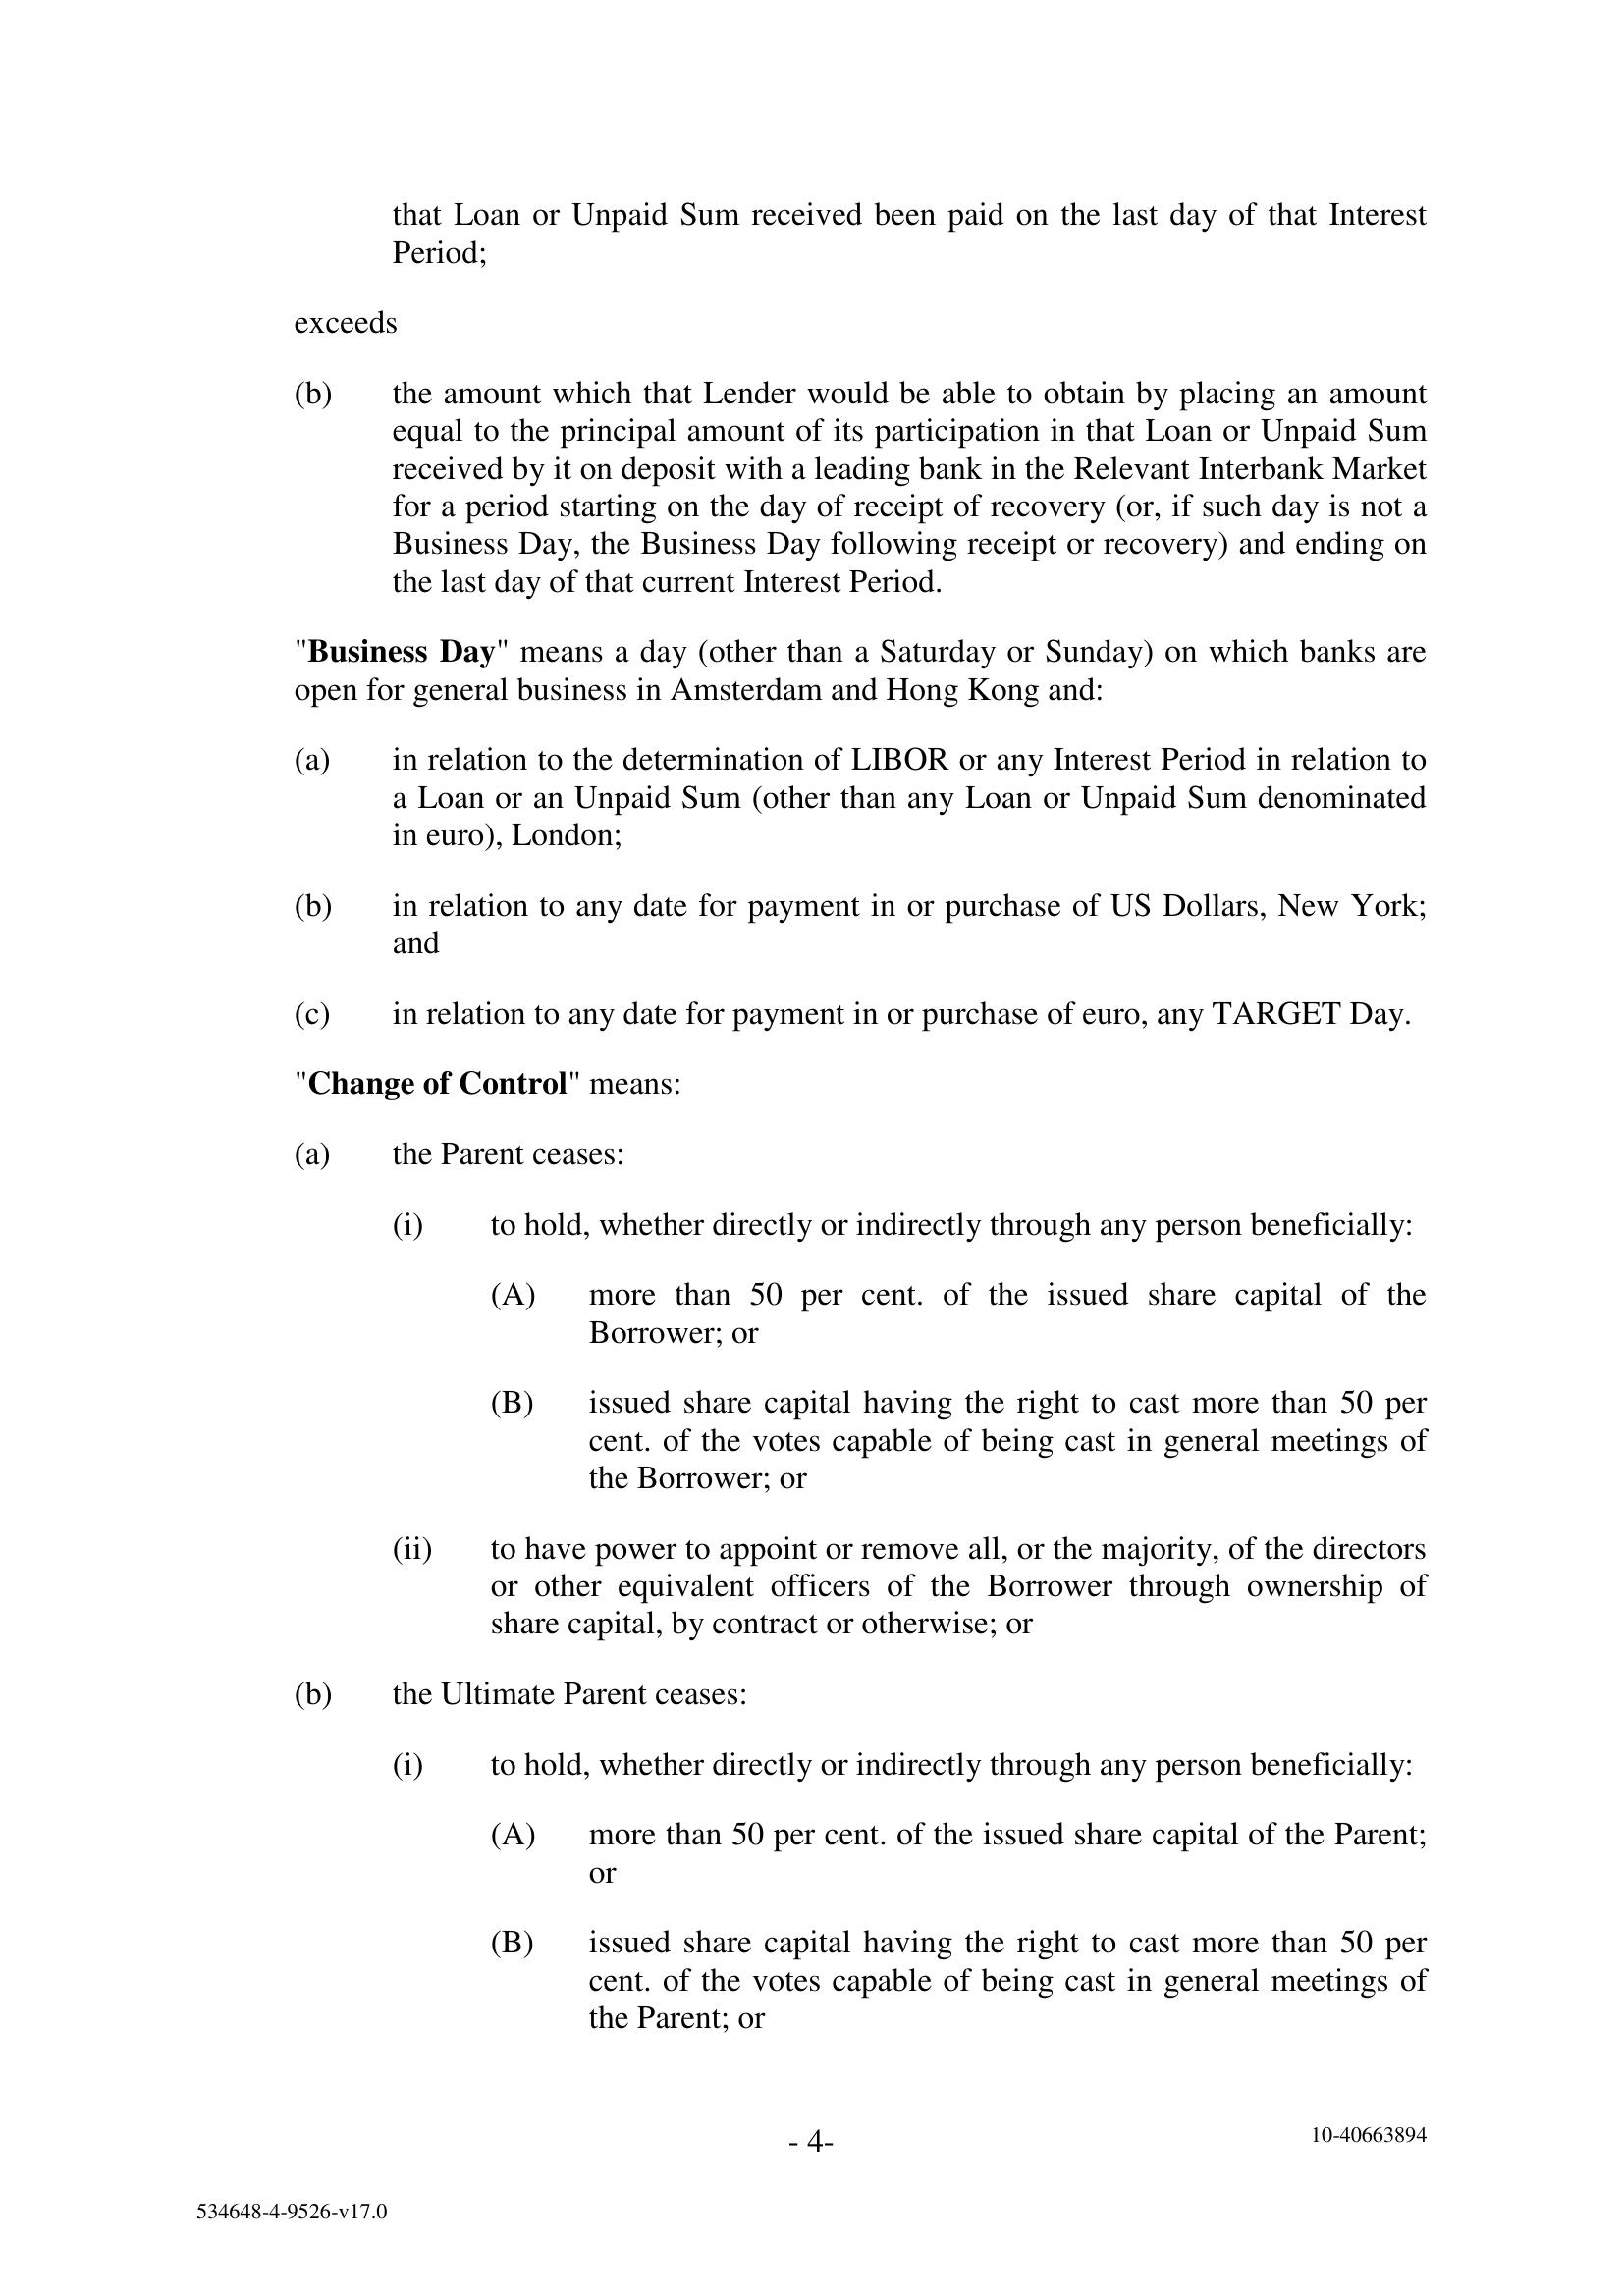 that Loan or Unpaid Sum received been paid on the last day of that Interest
Period;
exceeds
(b) the amount which that Lender would be able to obtain by placing an amount
equal to the principal amount of its participation in that Loan or Unpaid Sum
received by it on deposit with a leading bank in the Relevant Interbank Market
for a period starting on the day of receipt of recovery (or, if such day is not a
Business Day, the Business Day following receipt or recovery) and ending on
the last day of that current Interest Period.
"Business Day" means a day (other than a Saturday or Sunday) on which banks are
open for general business in Amsterdam and Hong Kong and:
(a) in relation to the determination of LIBOR or any Interest Period in relation to
a Loan or an Unpaid Sum (other than any Loan or Unpaid Sum denominated
in euro), London;
(b) in relation to any date for payment in or purchase of US Dollars, New York;
and
(c) in relation to any date for payment in or purchase of euro, any TARGET Day.
"Change of Control" means:
(a) the Parent ceases:
(i) to hold, whether directly or indirectly through any person beneficially:
(A) more than 50 per cent. of the issued share capital of the
Borrower; or
(B) issued share capital having the right to cast more than 50 per
cent. of the votes capable of being cast in general meetings of
the Borrower; or
(ii) to have power to appoint or remove all, or the majority, of the directors
or other equivalent officers of the Borrower through ownership of
share capital, by contract or otherwise; or
(b) the Ultimate Parent ceases:
(i) to hold, whether directly or indirectly through any person beneficially:
(A) more than 50 per cent. of the issued share capital of the Parent;
or
(B) issued share capital having the right to cast more than 50 per
cent. of the votes capable of being cast in general meetings of
the Parent; or
- 4-
10-40663894
534648-4-9526-v17.0